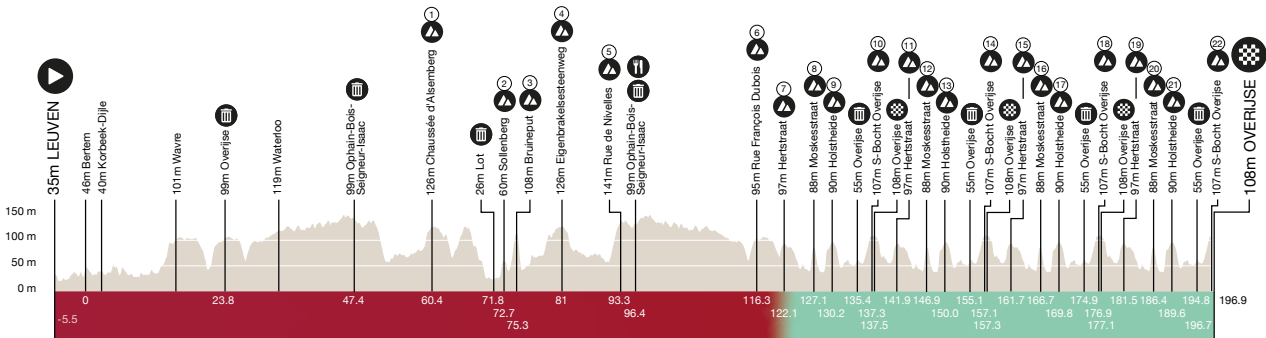 35m LEUVEN
46m Bertem
40m Korbeek-Dijle
101m Wavre
99m Overijse
119m Waterloo
99m Ophain-Bois-
Seigneur-Isaac
1
126m Chaussée d'Alsemberg
26m Lot
2
60m Sollenberg
3
108m Bruineput
4
126m Eigenbrakelsesteenweg
5
141m Rue de Nivelles
99m Ophain-Bois-
Seigneur-Isaac
6
95m Rue François Dubois
7
97m Hertstraat
8
88m Moskesstraat
9
90m Holstheide
55m Overijse
10
107m S-Bocht Overijse
108m Overijse
11
97m Hertstraat
12
88m Moskesstraat
13
90m Holstheide
55m Overijse
14
107m S-Bocht Overijse
108m Overijse
15
97m Hertstraat
16
88m Moskesstraat
17
90m Holstheide
55m Overijse
18
107m S-Bocht Overijse
108m Overijse
19
97m Hertstraat
20
88m Moskesstraat
21
90m Holstheide
55m Overijse
22
107m S-Bocht Overijse
108m OVERIJSE
150 m
100 m
50 m
0 m
-5.5
0
23.8
47.4
60.4
71.8
72.7
75.3
81
93.3
96.4
116.3
122.1
127.1
130.2
135.4
137.3
137.5
141.9
146.9
150.0
155.1
157.1
157.3
161.7
166.7
169.8
174.9
176.9
177.1
181.5
186.4
189.6
194.8
196.7
196.9